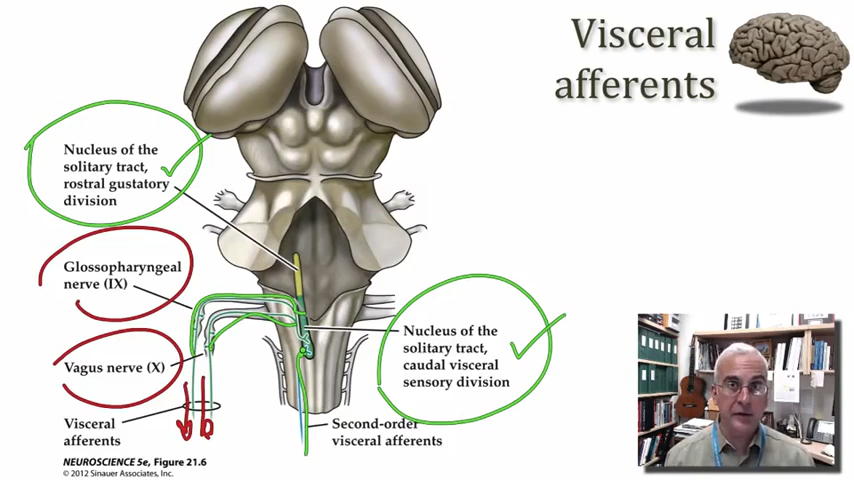 Visceral
afferents
Nucleus of the
solitary tract,
rostral gustatory
division
Glossopharyngeal
nerve (IX)
Vagus nerve (X)
Visceral
afferents
Nucleus of the
solitary tract,
caudal visceral
sensory division
Second-order
visceral afferents
NEUROSCIENCE 5e, Figure 21.6
© 2012 Sinauer Associates, Inc.